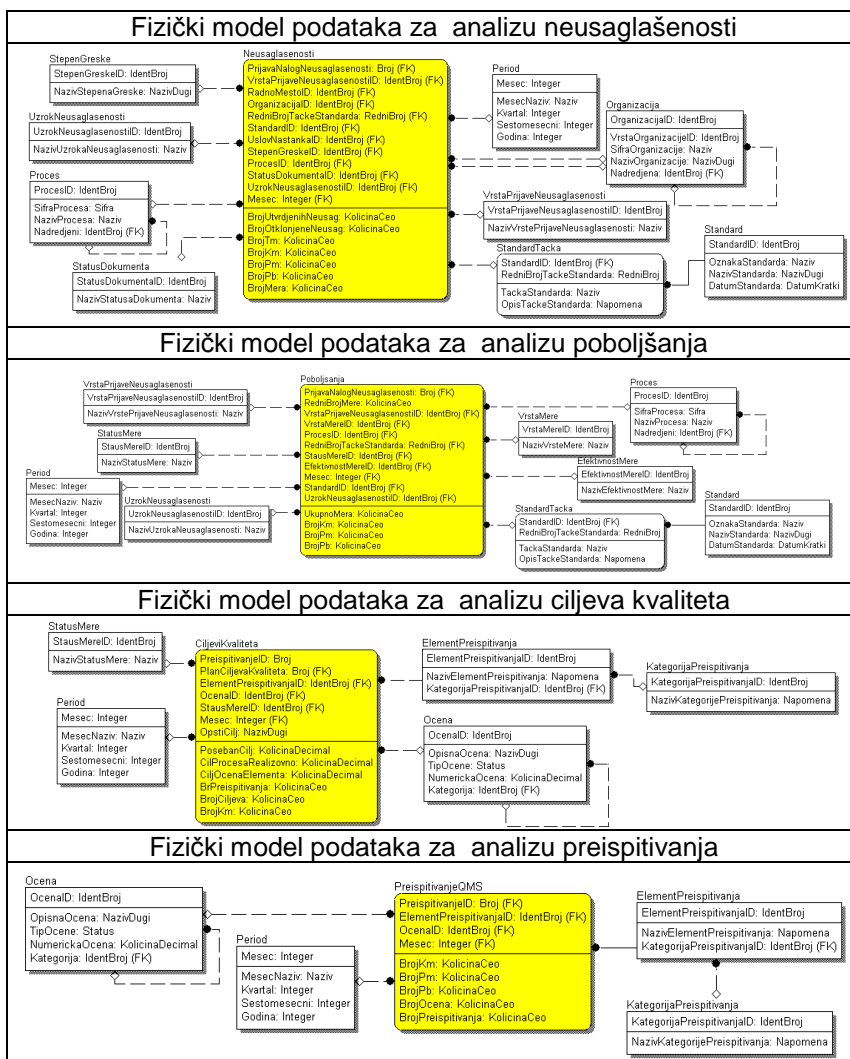 Fizički model podataka za  analizu neusaglašenosti
StepenGreske
StepenGreskeID: IdentBroj
NazivStepenaGreske: NazivDugi
UzrokNeusaglasenosti
UzrokNeusaglasenostiID: IdentBroj
NazivUzrokaNeusaglasenosti: Naziv
Proces
ProcesID: IdentBroj
SifraProcesa: Sifra
NazivProcesa: Naziv
Nadredjeni: IdentBroj (FK)
StatusDokumenta
StatusDokumentaID: IdentBroj
NazivStatusaDokumenta: Naziv
Neusaglasenosti
PrijavaNalogNeusaglasenosti: Broj (FK)
VrstaPrijaveNeusaglasenostiID: IdentBroj (FK)
RadnoMestoID: IdentBroj (FK)
OrganizacijaID: IdentBroj (FK)
RedniBrojTackeStandarda: RedniBroj (FK)
StandardID: IdentBroj (FK)
UslovNastankaID: IdentBroj (FK)
StepenGreskeID: IdentBroj (FK)
ProcesID: IdentBroj (FK)
StatusDokumentaID: IdentBroj (FK)
UzrokNeusaglasenostiID: IdentBroj (FK)
Mesec: Integer (FK)
BrojUtvrdjenihNeusag: KolicinaCeo
BrojOtklonjeneNeusag: KolicinaCeo
BrojTm: KolicinaCeo
BrojKm: KolicinaCeo
BrojPm: KolicinaCeo
BrojPb: KolicinaCeo
BrojMera: KolicinaCeo
Period
Mesec: Integer
MesecNaziv: Naziv
Kvartal: Integer
Sestomesecni: Integer
Godina: Integer
Organizacija
OrganizacijaID: IdentBroj
VrstaOrganizacijeID: IdentBroj
SifraOrganizacije: Naziv
NazivOrganizacije: NazivDugi
Nadredjena: IdentBroj (FK)
VrstaPrijaveNeusaglasenosti
VrstaPrijaveNeusaglasenostiID: IdentBroj
NazivVrstePrijaveNeusaglasenosti: Naziv
StandardTacka
StandardID: IdentBroj (FK)
RedniBrojTackeStandarda: RedniBroj
TackaStandarda: Naziv
OpisTackeStandarda: Napomena
Standard
StandardID: IdentBroj
OznakaStandarda: Naziv
NazivStandarda: NazivDugi
DatumStandarda: DatumKratki
Fizički model podataka za  analizu poboljšanja
VrstaPrijaveNeusaglasenosti
VrstaPrijaveNeusaglasenostiID: IdentBroj
NazivVrstePrijaveNeusaglasenosti: Naziv
StatusMere
StausMereID: IdentBroj
NazivStatusMere: Naziv
Period
Mesec: Integer
MesecNaziv: Naziv
Kvartal: Integer
Sestomesecni: Integer
Godina: Integer
UzrokNeusaglasenosti
UzrokNeusaglasenostiID: IdentBroj
NazivUzrokaNeusaglasenosti: Naziv
Poboljsanja
PrijavaNalogNeusaglasenosti: Broj (FK)
RedniBrojMere: KolicinaCeo
VrstaPrijaveNeusaglasenostiID: IdentBroj (FK)
VrstaMereID: IdentBroj (FK)
ProcesID: IdentBroj (FK)
RedniBrojTackeStandarda: RedniBroj (FK)
StausMereID: IdentBroj (FK)
EfektivnostMereID: IdentBroj (FK)
Mesec: Integer (FK)
StandardID: IdentBroj (FK)
UzrokNeusaglasenostiID: IdentBroj (FK)
UkupnoMera: KolicinaCeo
BrojKm: KolicinaCeo
BrojPm: KolicinaCeo
BrojPb: KolicinaCeo
Proces
ProcesID: IdentBroj
SifraProcesa: Sifra
NazivProcesa: Naziv
Nadredjeni: IdentBroj (FK)
VrstaMere
VrstaMereID: IdentBroj
NazivVrsteMere: Naziv
EfektivnostMere
EfektivnostMereID: IdentBroj
NazivEfektivnostMere: Naziv
StandardTacka
StandardID: IdentBroj (FK)
RedniBrojTackeStandarda: RedniBroj
TackaStandarda: Naziv
OpisTackeStandarda: Napomena
Standard
StandardID: IdentBroj
OznakaStandarda: Naziv
NazivStandarda: NazivDugi
DatumStandarda: DatumKratki
Fizički model podataka za  analizu ciljeva kvaliteta
StatusMere
StausMereID: IdentBroj
NazivStatusMere: Naziv
Period
Mesec: Integer
MesecNaziv: Naziv
Kvartal: Integer
Sestomesecni: Integer
Godina: Integer
CiljeviKvaliteta
PreispitivanjeID: Broj
PlanCiljevaKvaliteta: Broj (FK)
ElementPreispitivanjaID: IdentBroj (FK)
OcenaID: IdentBroj (FK)
StausMereID: IdentBroj (FK)
Mesec: Integer (FK)
OpstiCilj: NazivDugi
PosebanCilj: KolicinaDecimal
CilProcesaRealizovno: KolicinaDecimal
CiljOcenaElementa: KolicinaDecimal
BrPreispitivanja: KolicinaCeo
BrojCiljeva: KolicinaCeo
BrojKm: KolicinaCeo
ElementPreispitivanja
ElementPreispitivanjaID: IdentBroj
NazivElementPreispitivanja: Napomena
KategorijaPreispitivanjaID: IdentBroj (FK)
KategorijaPreispitivanja
KategorijaPreispitivanjaID: IdentBroj
NazivKategorijePreispitivanja: Napomena
Ocena
OcenaID: IdentBroj
OpisnaOcena: NazivDugi
TipOcene: Status
NumerickaOcena: KolicinaDecimal
Kategorija: IdentBroj (FK)
Fizički model podataka za  analizu preispitivanja
Ocena
OcenaID: IdentBroj
OpisnaOcena: NazivDugi
TipOcene: Status
NumerickaOcena: KolicinaDecimal
Kategorija: IdentBroj (FK)
Period
Mesec: Integer
MesecNaziv: Naziv
Kvartal: Integer
Sestomesecni: Integer
Godina: Integer
PreispitivanjeQMS
PreispitivanjeID: Broj (FK)
ElementPreispitivanjaID: IdentBroj (FK)
OcenaID: IdentBroj (FK)
Mesec: Integer (FK)
BrojKm: KolicinaCeo
BrojPm: KolicinaCeo
BrojPb: KolicinaCeo
BrojOcena: KolicinaCeo
BrojPreispitivanja: KolicinaCeo
ElementPreispitivanja
ElementPreispitivanjaID: IdentBroj
NazivElementPreispitivanja: Napomena
KategorijaPreispitivanjaID: IdentBroj (FK)
KategorijaPreispitivanja
KategorijaPreispitivanjaID: IdentBroj
NazivKategorijePreispitivanja: Napomena